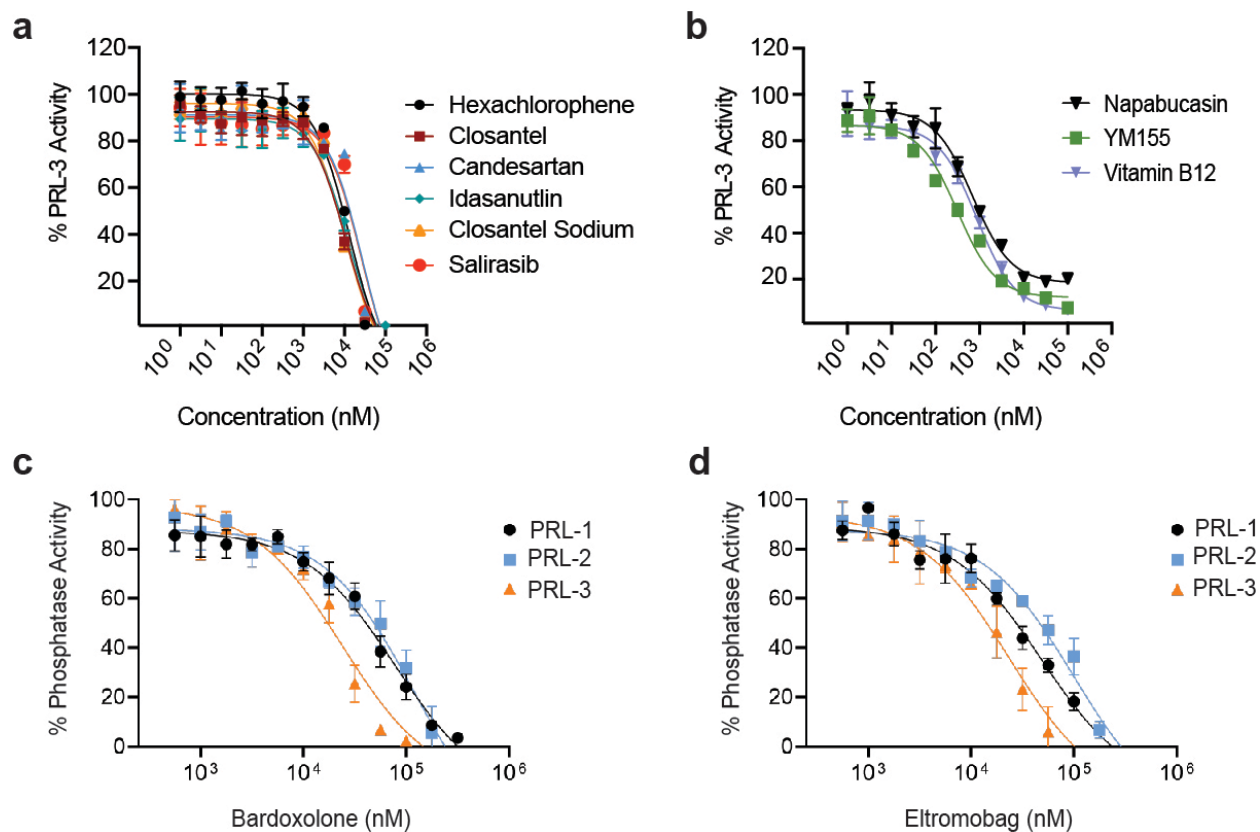 a
120
100
80
60
40
20
% PRL-3 Activity
10⁰
10¹
10²
10³
10⁴
10⁵
10⁶
Concentration (nM)
Hexachlorophene
Closantel
Candesartan
Idasanutlin
Closantel Sodium
Salirasib
b
120
100
80
60
40
20
% PRL-3 Activity
10⁰
10¹
10²
10³
10⁴
10⁵
10⁶
Concentration (nM)
Napabucasin
YM155
Vitamin B12
c
100
80
60
40
20
0
% Phosphatase Activity
10³
10⁴
10⁵
10⁶
Bardoxolone (nM)
PRL-1
PRL-2
PRL-3
d
100
80
60
40
20
0
% Phosphatase Activity
10³
10⁴
10⁵
10⁶
Eltromobag (nM)
PRL-1
PRL-2
PRL-3